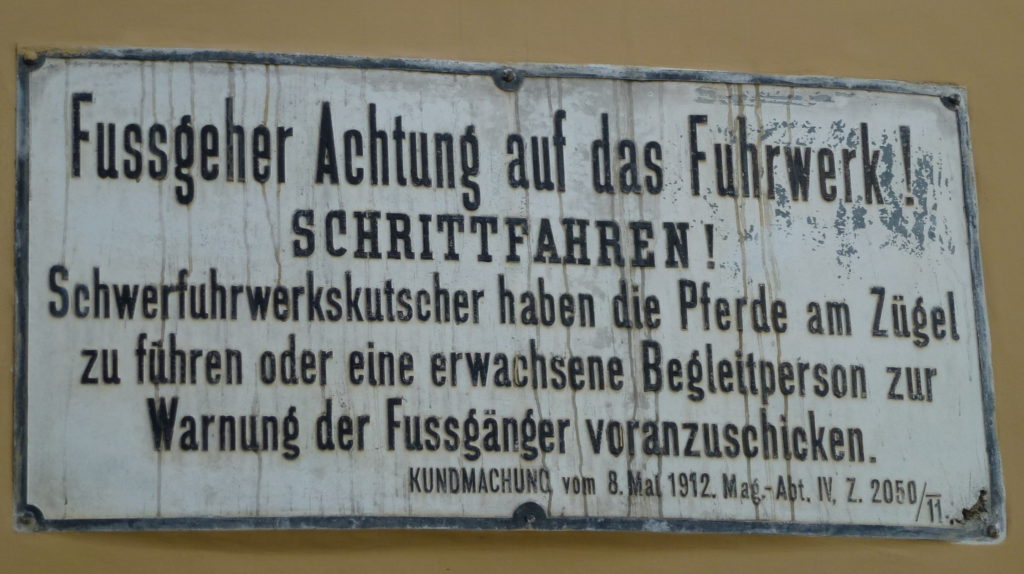 Fussgeher Achtung auf das Fuhrwerk!
SCHRITTFAHREN!
Schwerfuhrwerkskutscher haben die Pferde am Zügel
zu führen oder eine erwachsene Begleitperson zur
Warnung der Fussgänger voranzuschicken.
KUNDMACHUNG vom 8. Mai 1912. Mag.-Abt. IV, Z. 2050/11.